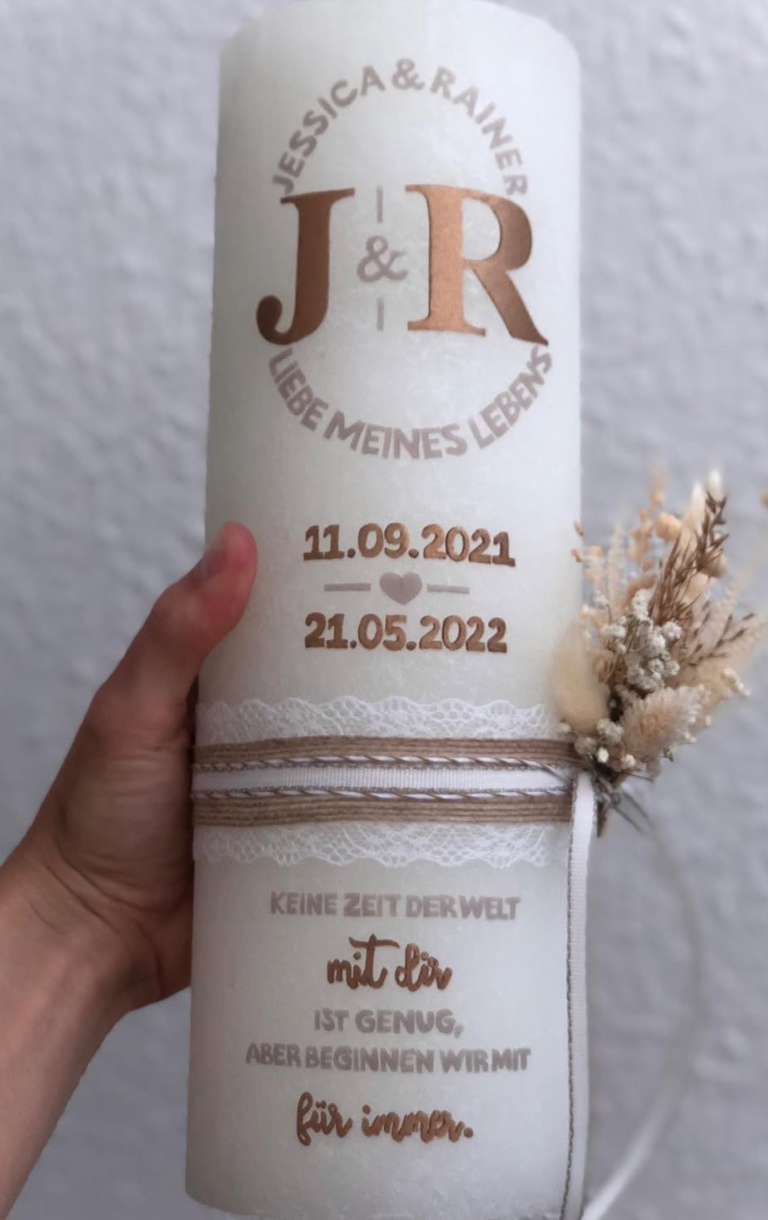 JESSICA & RAINER
J & R
LIEBE MEINES LEBENS
11.09.2021
21.05.2022
KEINE ZEIT DER WELT
mit dir
IST GENUG,
ABER BEGINNEN WIR MIT
für immer.